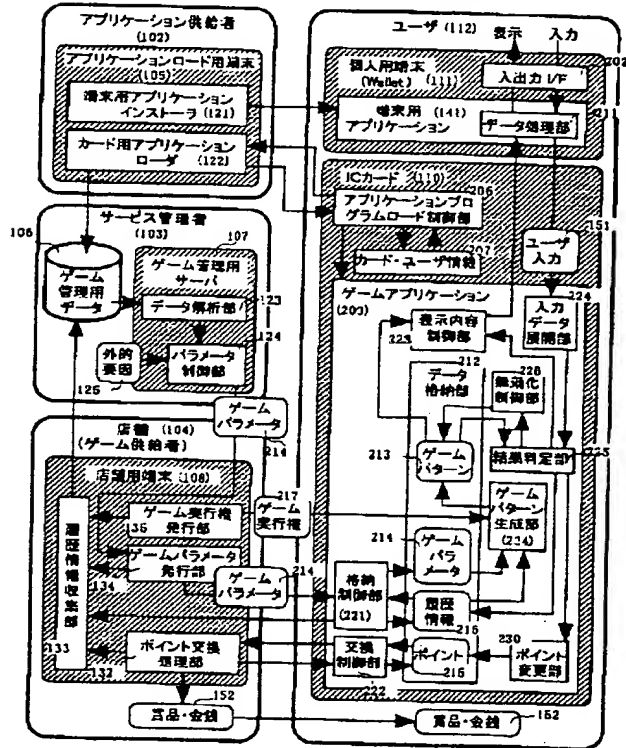 アプリケーション供給者
(102)
アプリケーションロード用端末
(105)
端末用アプリケーション
インストーラ (121)
カード用アプリケーション
ローダ
(122)
サービス管理者
(103)
106
107
ゲーム
管理用
データ
ゲーム管理用
サーバ
データ解析部
123
124
外的
要因
パラメータ
制御部
125
ゲーム
パラメータ
214
店舗 (104)
(ゲーム供給者)
店舗用端末 (108)
217
ゲーム実行権
発行部
135
ゲーム
実行権
履歴情報収集部
134
ゲームパラメータ
発行部
ゲーム
パラメータ
214
133
ポイント交換
処理部
132
152
賞品・金銭
ユーザ (112)
表示
入力
202
個人用端末
(Wallet) (111)
入出力 I/F
端末用 (141)
アプリケーション
データ処理部
211
ICカード (110)
206
アプリケーションプロ
グラムロード制御部
207
カード・ユーザ情報
151
ユーザ
入力
ゲームアプリケーション
(203)
224
表示内容
制御部
223
入力
データ
展開部
212
データ
格納部
226
無効化
制御部
213
ゲーム
パターン
結果判定部
225
ゲーム
パターン
生成部
(234)
214
ゲームパラ
メータ
格納
制御部
(221)
履歴
情報
216
交換
制御部
222
ポイント
215
230
ポイント
変更部
賞品・金銭
152